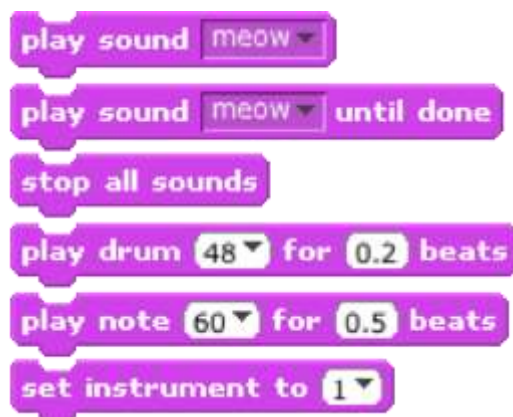 play sound meow
play sound meow until done
stop all sounds
play drum 48 for 0.2 beats
play note 60 for 0.5 beats
set instrument to 1